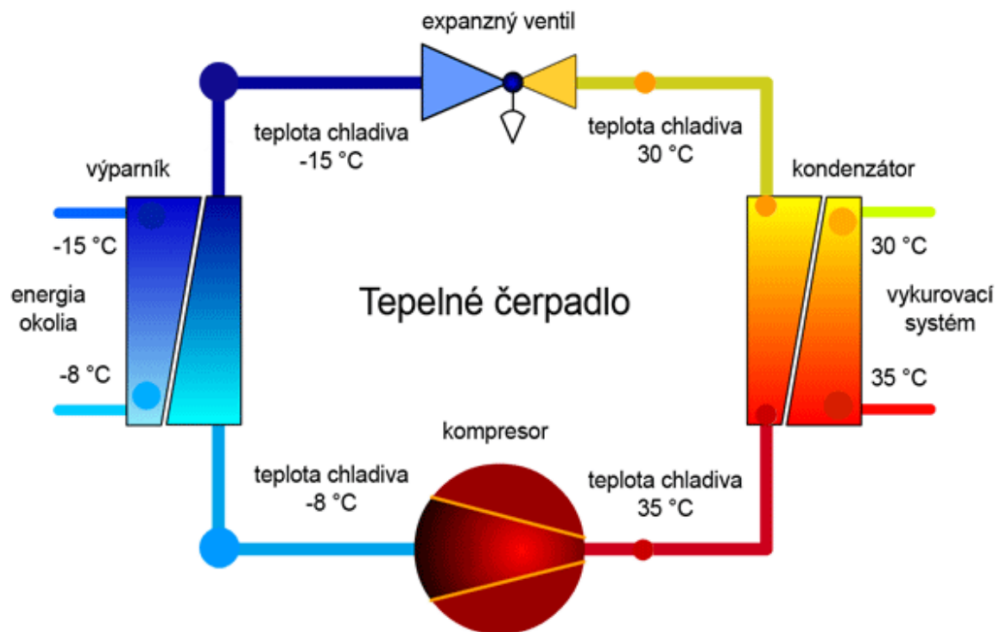 expanzný ventil
teplota chladiva
-15 °C
teplota chladiva
30 °C
výparník
kondenzátor
-15 °C
30 °C
energia
okolia
Tepelné čerpadlo
vykurovací
systém
-8 °C
35 °C
kompresor
teplota chladiva
-8 °C
teplota chladiva
35 °C